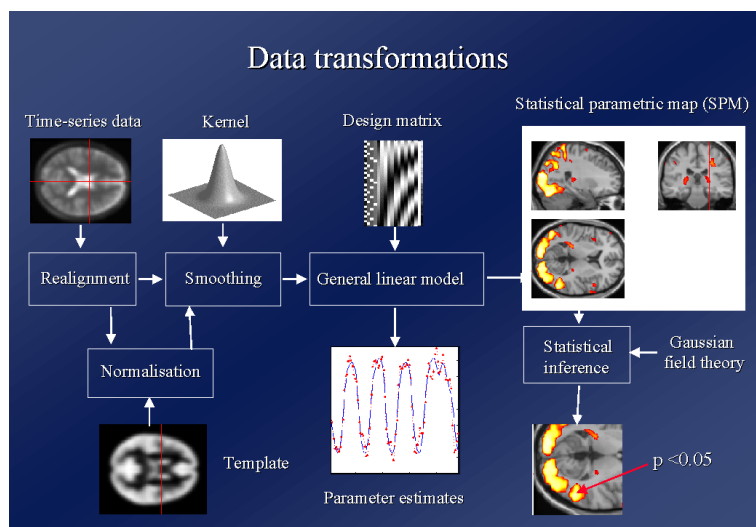 Data transformations
Statistical parametric map (SPM)
Time-series data
Kernel
Design matrix
Realignment
Smoothing
General linear model
Normalisation
Statistical
inference
Gaussian
field theory
Template
Parameter estimates
p <0.05